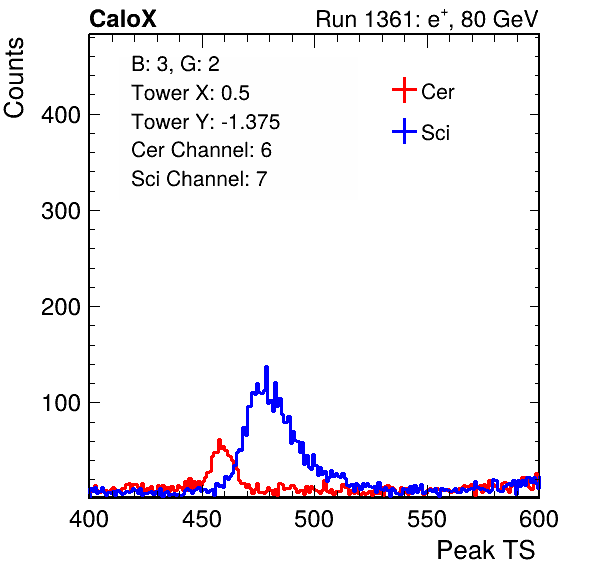 CaloX Run 1361: e⁺, 80 GeV
Counts
B: 3, G: 2
Tower X: 0.5
Tower Y: -1.375
Cer Channel: 6
Sci Channel: 7
Cer
Sci
400
300
200
100
400 450 500 550 600
Peak TS